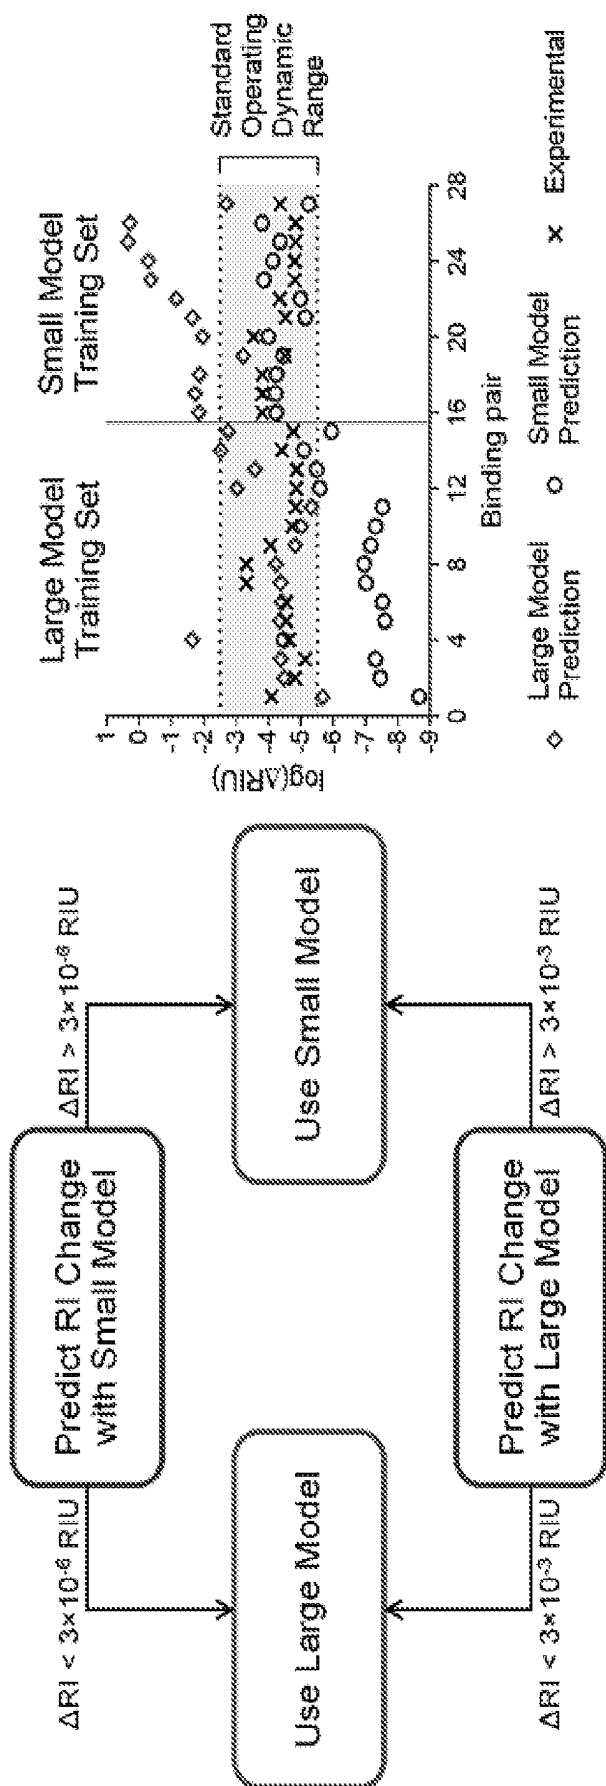 Predict RI Change
with Small Model
ΔRI < 3×10⁻⁶ RIU
ΔRI > 3×10⁻⁶ RIU
Use Large Model
Use Small Model
ΔRI < 3×10⁻³ RIU
ΔRI > 3×10⁻³ RIU
Predict RI Change
with Large Model
Large Model
Training Set
Small Model
Training Set
log(ΔRIU)
1
0
-1
-2
-3
-4
-5
-6
-7
-8
-9
0
4
8
12
16
20
24
28
Binding pair
Standard
Operating
Dynamic
Range
Large Model
Prediction
Small Model
Prediction
Experimental